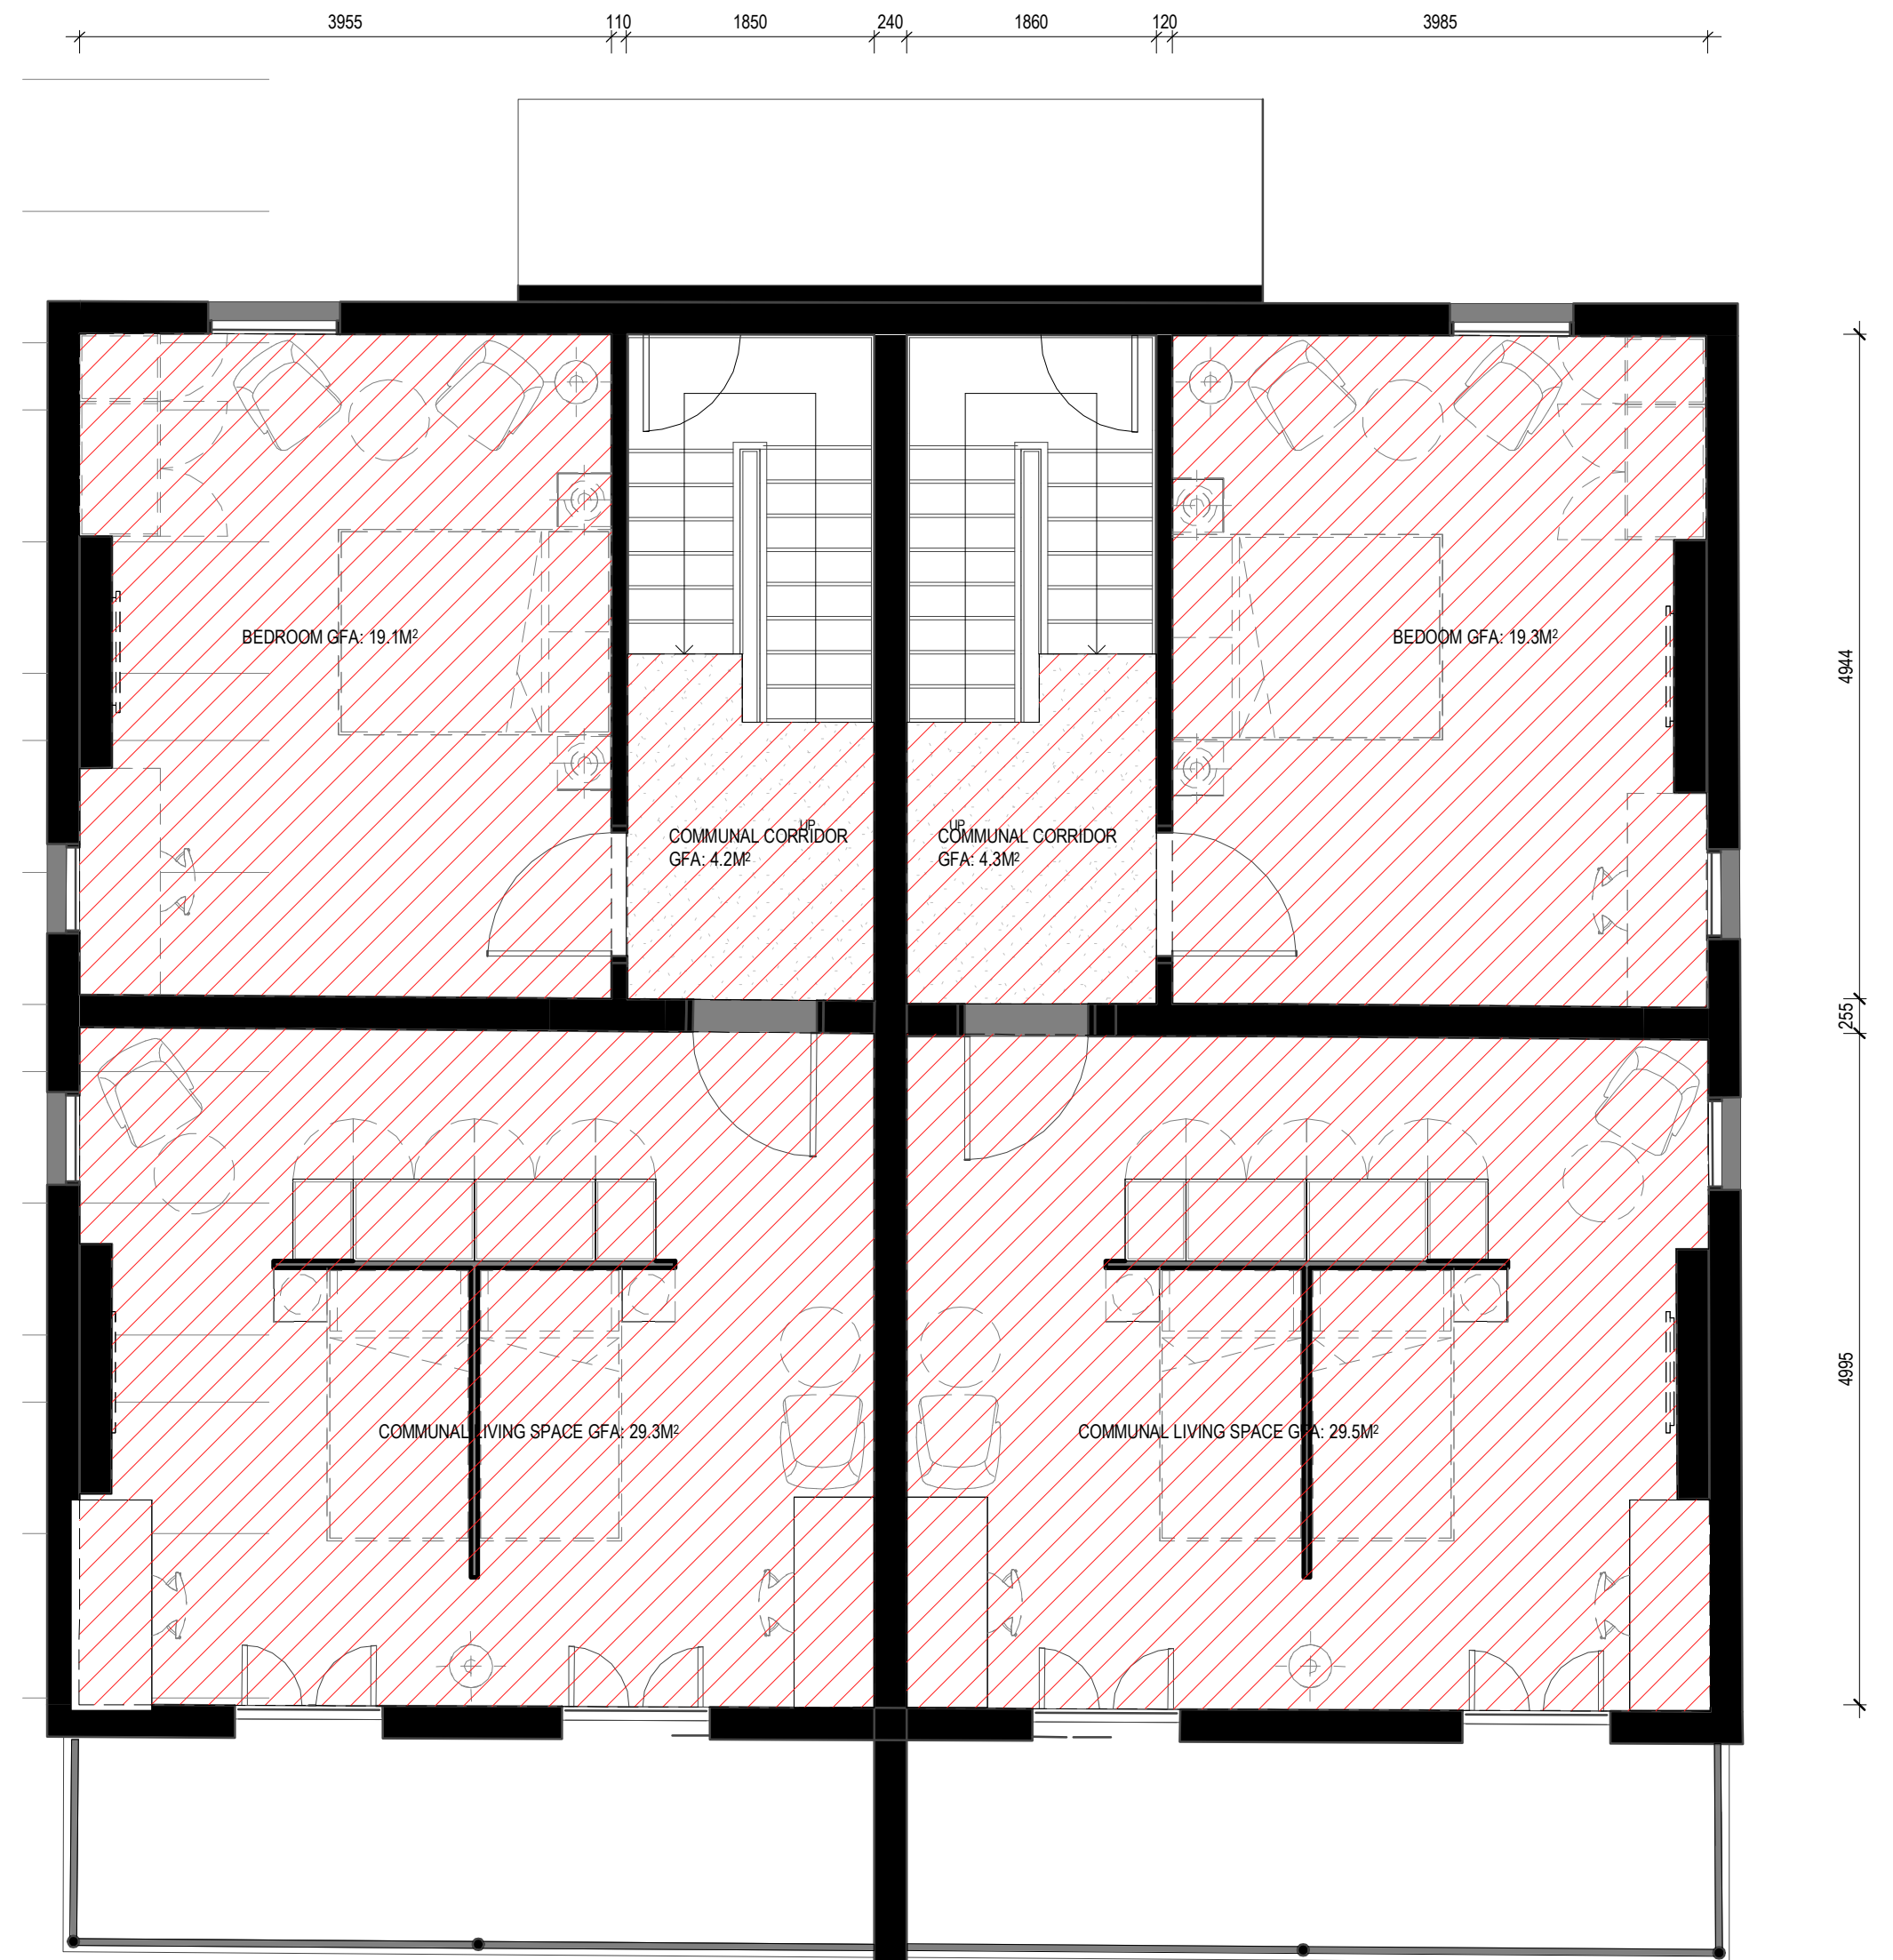 3955 110 1850 240 1860 120 3985
BEDROOM GFA: 19.1M²
BEDOOM GFA: 19.3M²
4944
UP
COMMUNAL CORRIDOR
GFA: 4.2M²
UP
COMMUNAL CORRIDOR
GFA: 4.3M²
255
COMMUNAL LIVING SPACE GFA: 29.3M²
COMMUNAL LIVING SPACE GFA: 29.5M²
4995